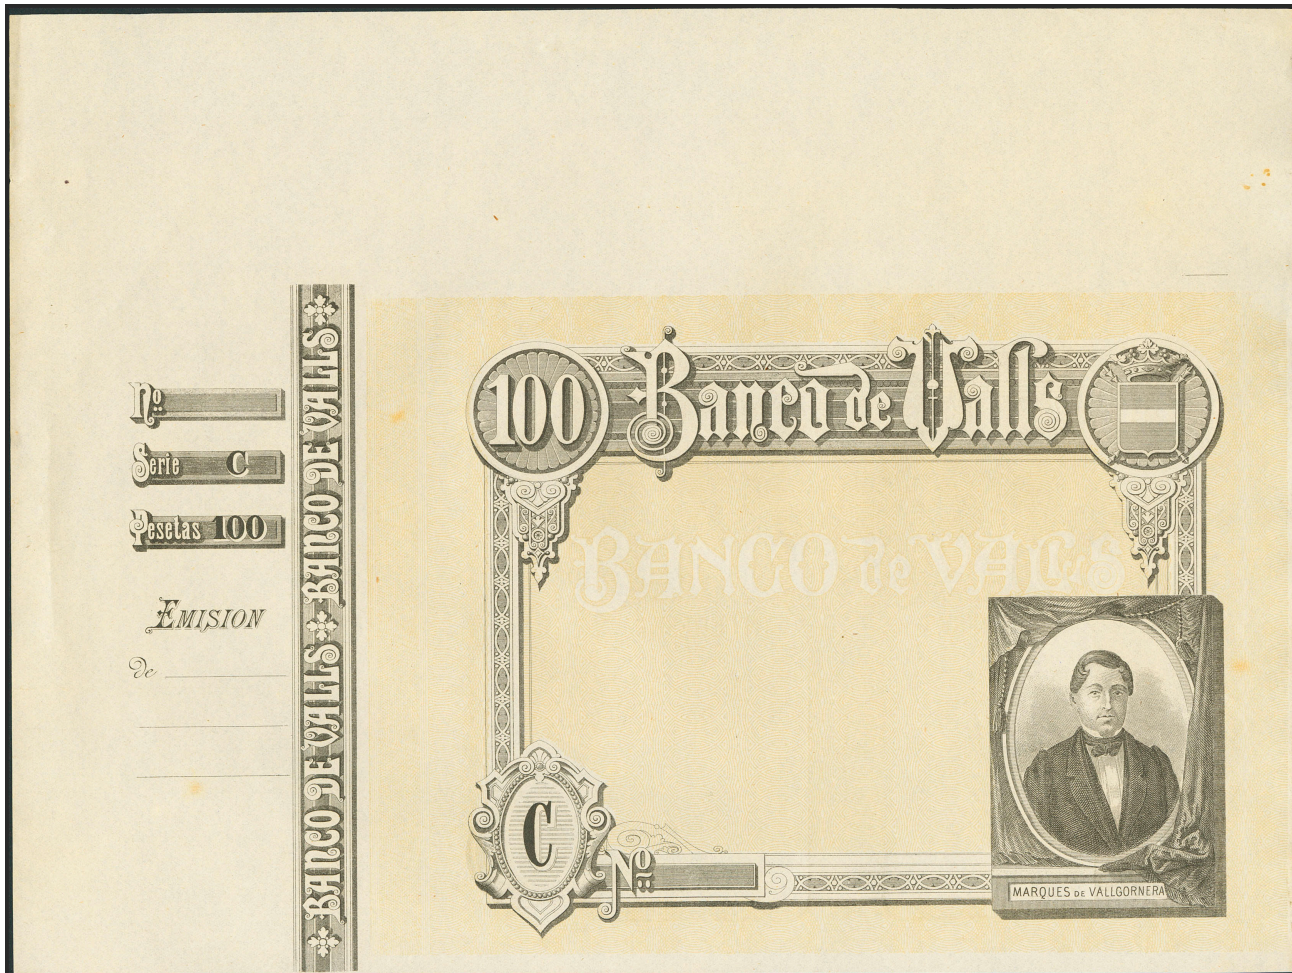 Nº
Serie C
Pesetas 100
EMISION
de
BANCO DE VALLS BANCO DE VALLS
100 Banco de Valls
BANCO de VALLS
C
Nº
MARQUES DE VALLGORNERA